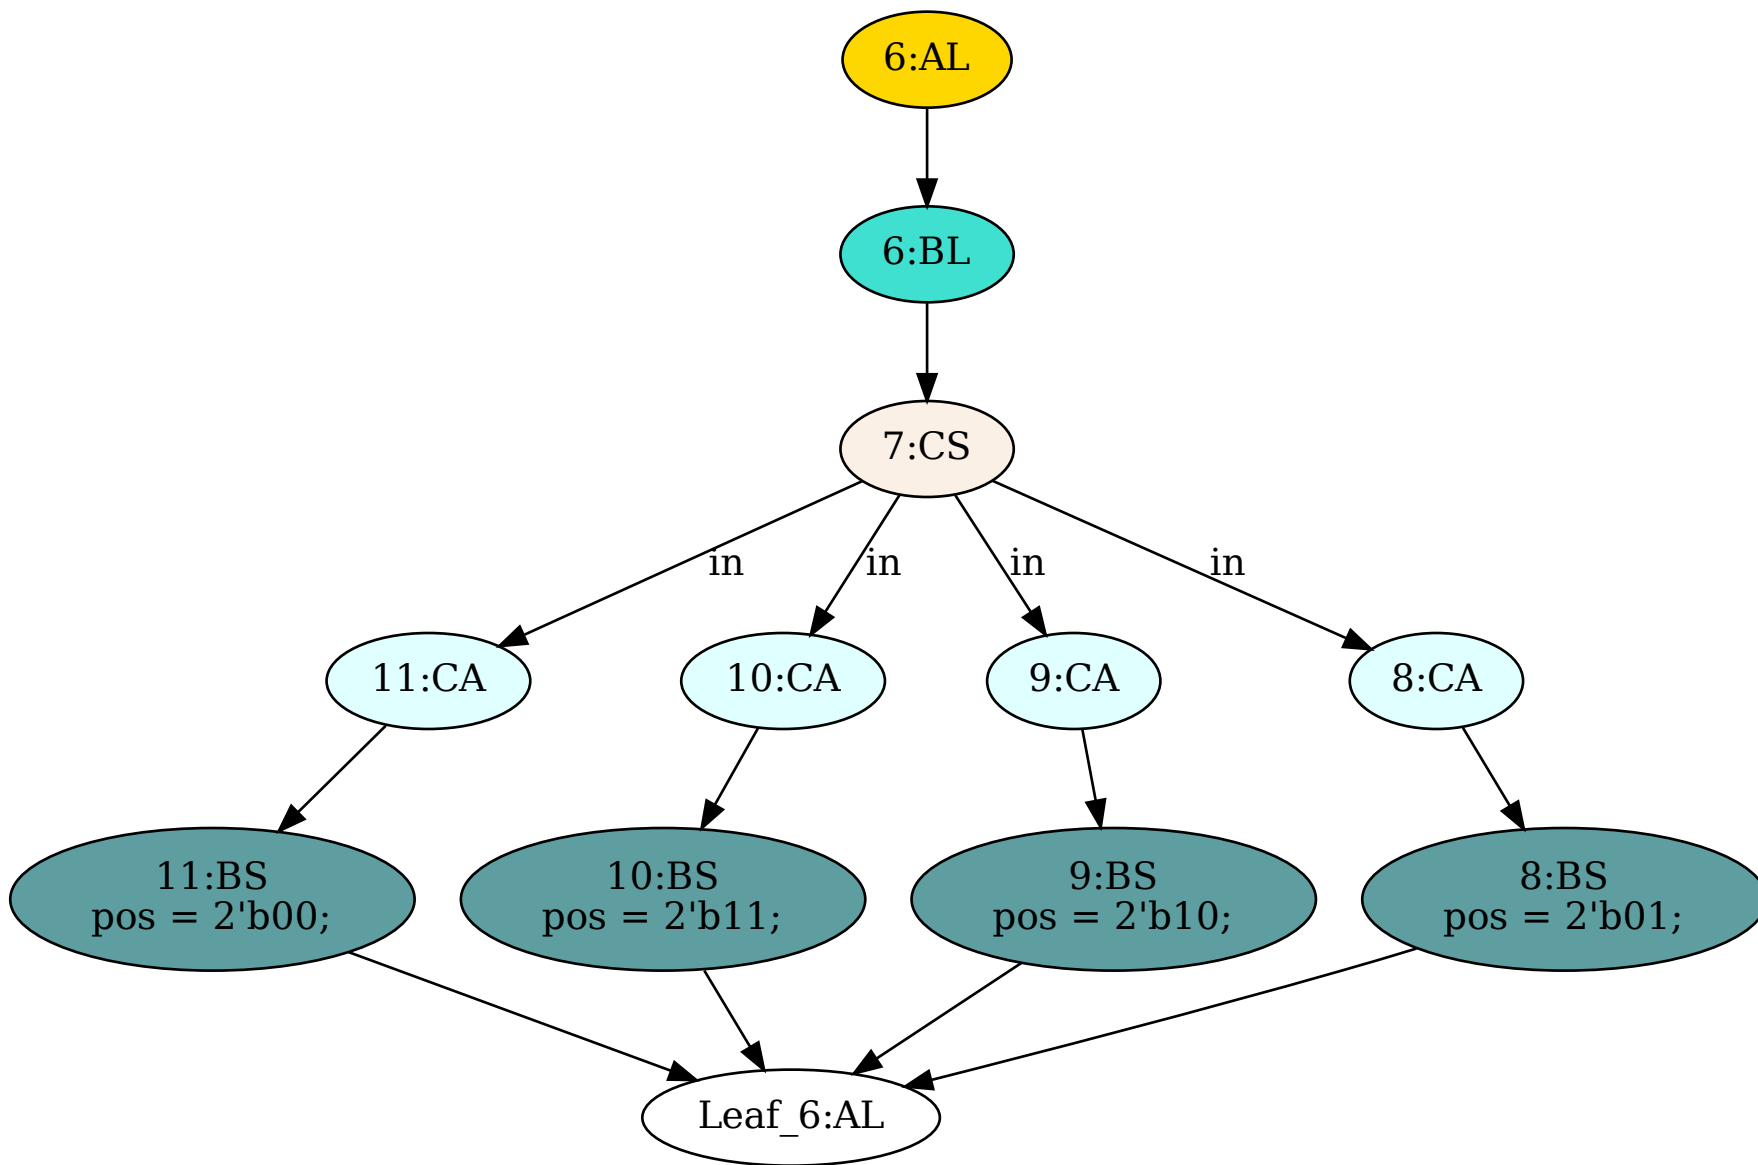 6:AL
6:BL
7:CS
in
in
in
in
11:CA
10:CA
9:CA
8:CA
11:BS
pos = 2'b00;
10:BS
pos = 2'b11;
9:BS
pos = 2'b10;
8:BS
pos = 2'b01;
Leaf_6:AL